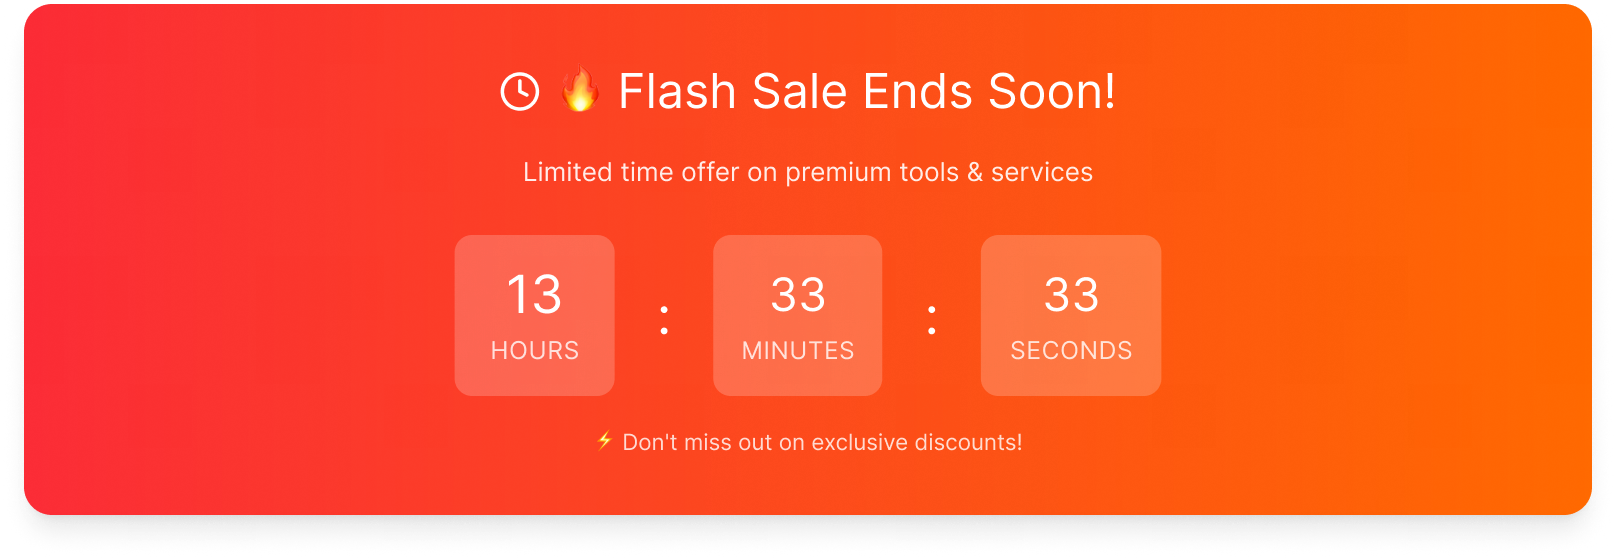 🔥 Flash Sale Ends Soon!
Limited time offer on premium tools & services
13 : 33 : 33
HOURS MINUTES SECONDS
⚡ Don't miss out on exclusive discounts!